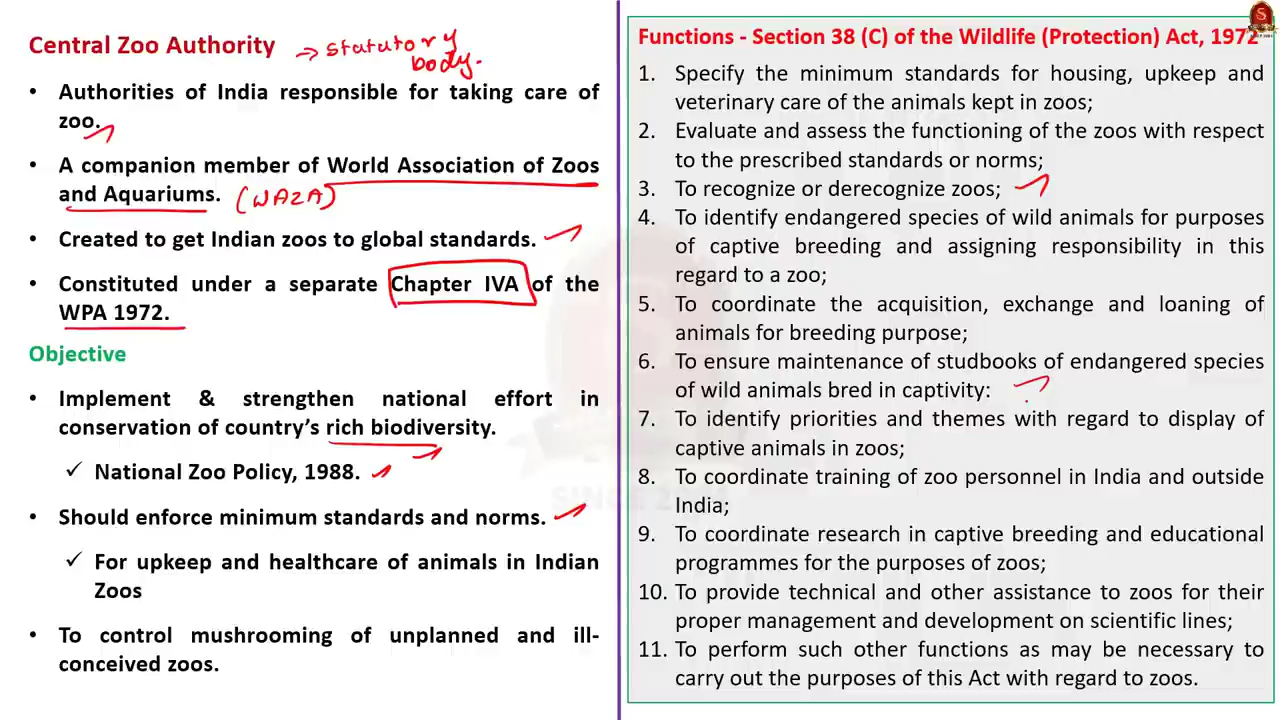 Central Zoo Authority → statutory
body.
• Authorities of India responsible for taking care of
zoo.
• A companion member of World Association of Zoos
and Aquariums. (WAZA)
• Created to get Indian zoos to global standards.
• Constituted under a separate Chapter IVA of the
WPA 1972.
Objective
• Implement & strengthen national effort in
conservation of country's rich biodiversity.
✓ National Zoo Policy, 1988.
• Should enforce minimum standards and norms.
✓ For upkeep and healthcare of animals in Indian
Zoos
• To control mushrooming of unplanned and ill-
conceived zoos.
Functions - Section 38 (C) of the Wildlife (Protection) Act, 1972
1. Specify the minimum standards for housing, upkeep and
veterinary care of the animals kept in zoos;
2. Evaluate and assess the functioning of the zoos with respect
to the prescribed standards or norms;
3. To recognize or derecognize zoos;
4. To identify endangered species of wild animals for purposes
of captive breeding and assigning responsibility in this
regard to a zoo;
5. To coordinate the acquisition, exchange and loaning of
animals for breeding purpose;
6. To ensure maintenance of studbooks of endangered species
of wild animals bred in captivity:
7. To identify priorities and themes with regard to display of
captive animals in zoos;
8. To coordinate training of zoo personnel in India and outside
India;
9. To coordinate research in captive breeding and educational
programmes for the purposes of zoos;
10. To provide technical and other assistance to zoos for their
proper management and development on scientific lines;
11. To perform such other functions as may be necessary to
carry out the purposes of this Act with regard to zoos.